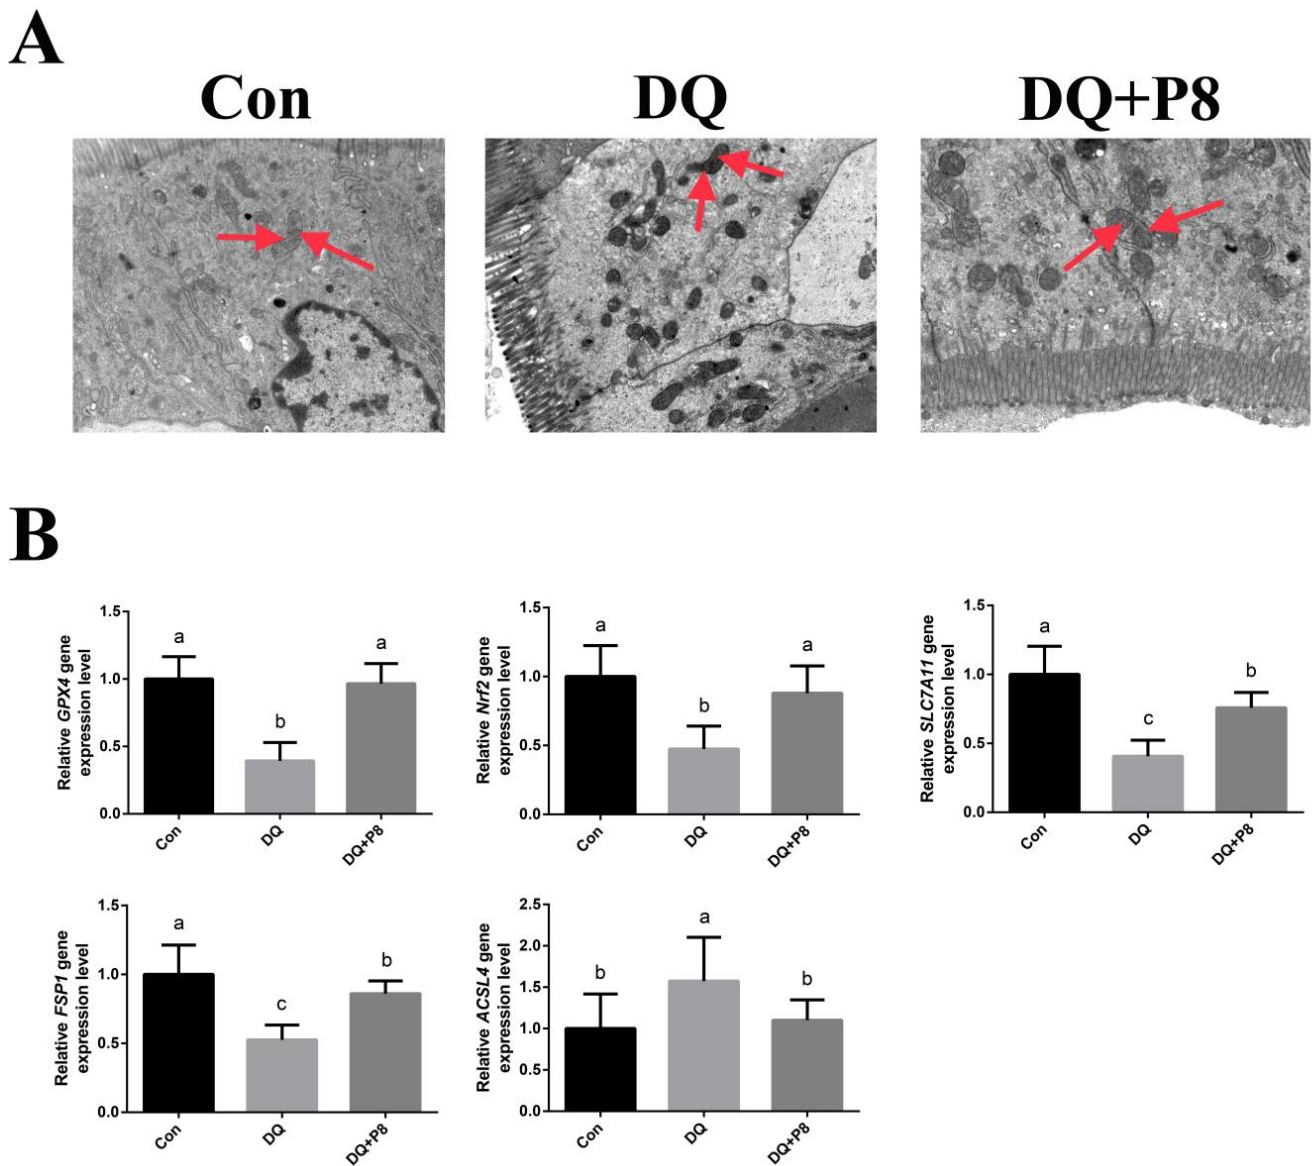 A
Con
DQ
DQ+P8
B
Relative GPX4 gene
expression level
1.5
1.0
0.5
0.0
a
b
a
Con
DQ
DQ+P8
Relative Nrf2 gene
expression level
1.5
1.0
0.5
0.0
a
b
a
Con
DQ
DQ+P8
Relative SLC7A11 gene
expression level
1.5
1.0
0.5
0.0
a
c
b
Con
DQ
DQ+P8
Relative FSP1 gene
expression level
1.5
1.0
0.5
0.0
a
c
b
Con
DQ
DQ+P8
Relative ACSL4 gene
expression level
2.5
2.0
1.5
1.0
0.5
0.0
b
a
b
Con
DQ
DQ+P8